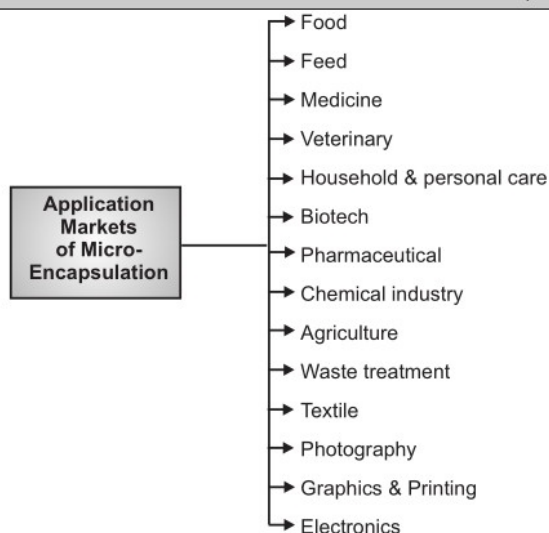 Application
Markets
of Micro-
Encapsulation
Food
Feed
Medicine
Veterinary
Household & personal care
Biotech
Pharmaceutical
Chemical industry
Agriculture
Waste treatment
Textile
Photography
Graphics & Printing
Electronics